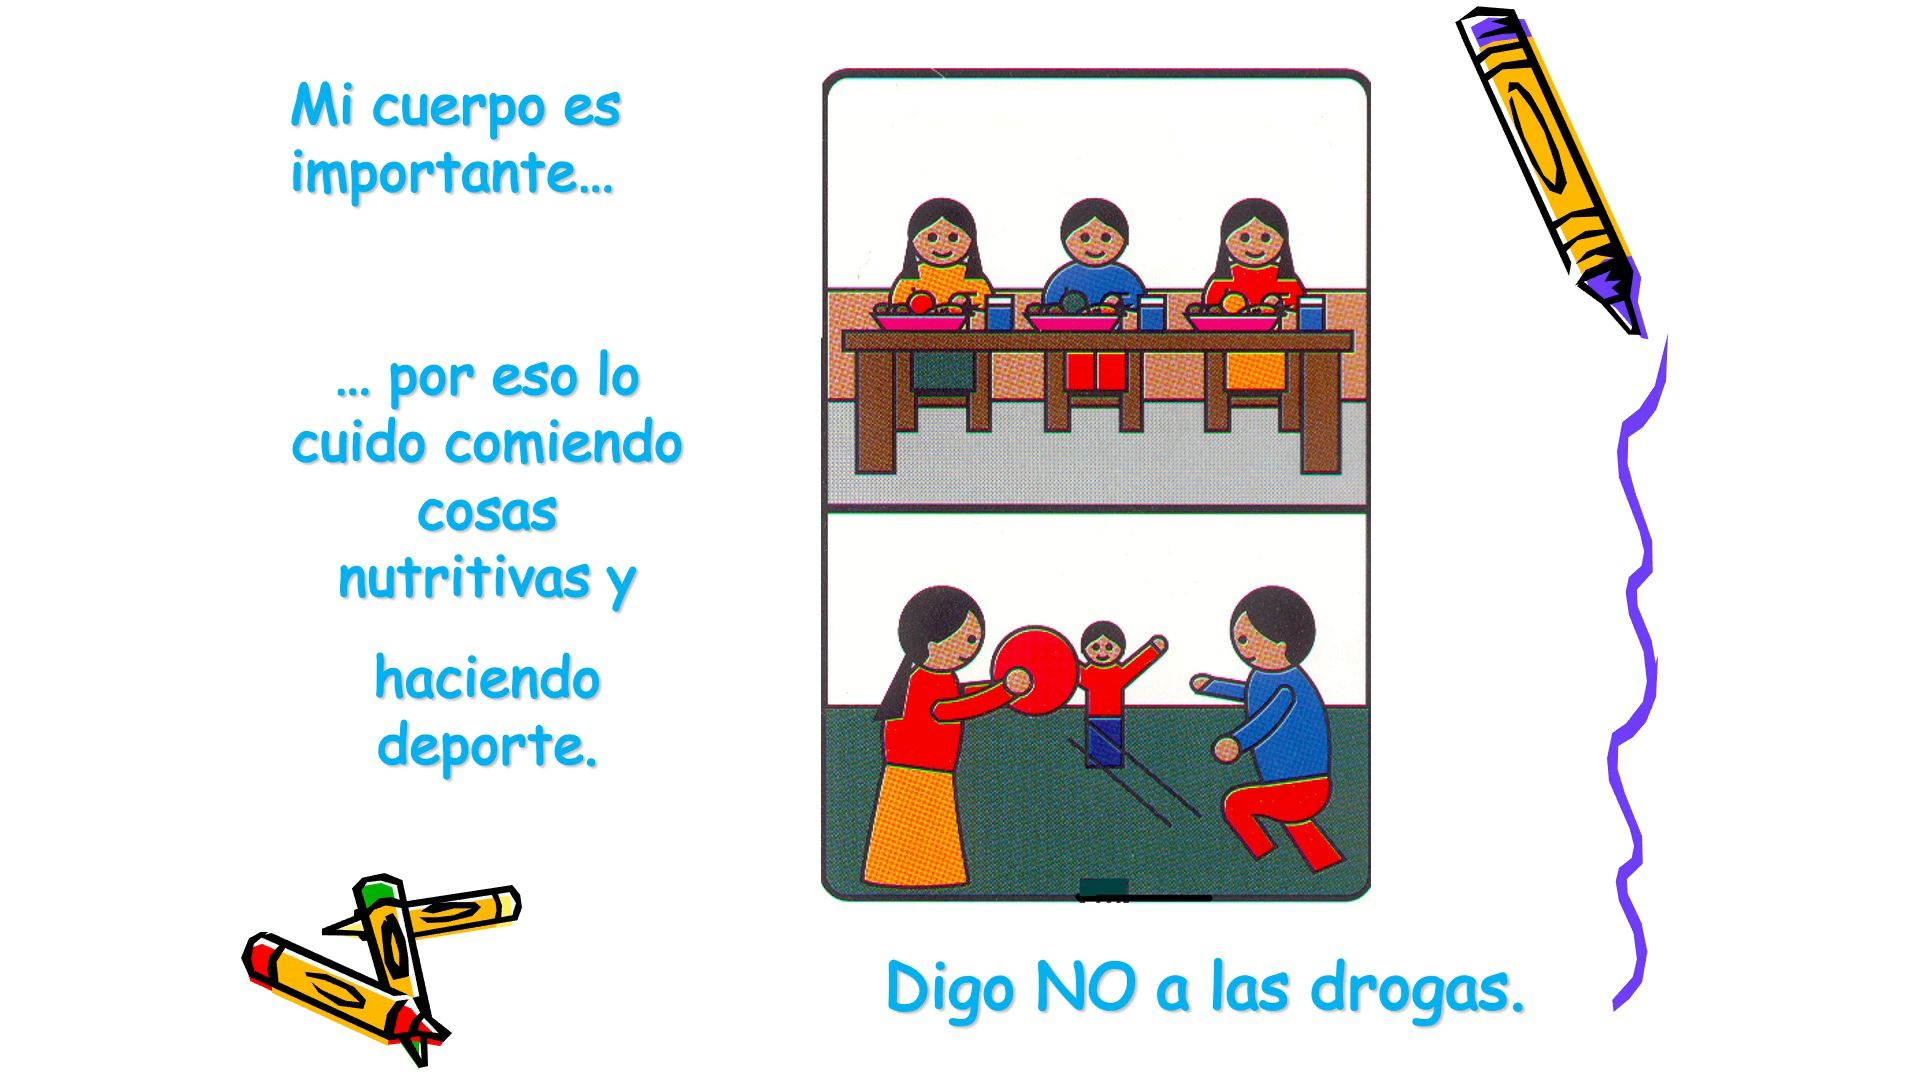 Mi cuerpo es
importante…
… por eso lo
cuido comiendo
cosas
nutritivas y
haciendo
deporte.
Digo NO a las drogas.